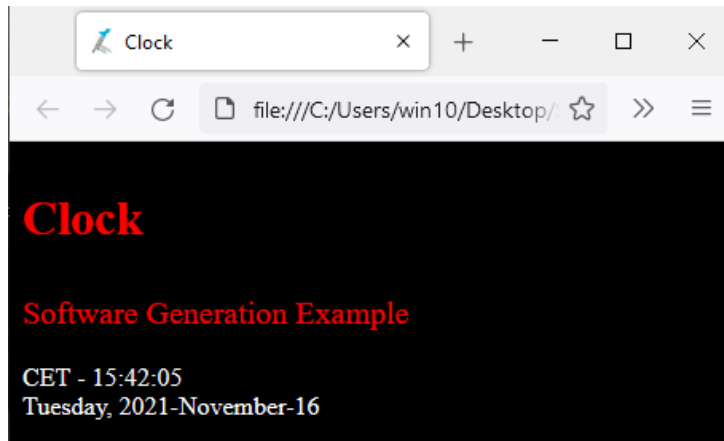 Clock
file:///C:/Users/win10/Desktop/
Clock
Software Generation Example
CET - 15:42:05
Tuesday, 2021-November-16